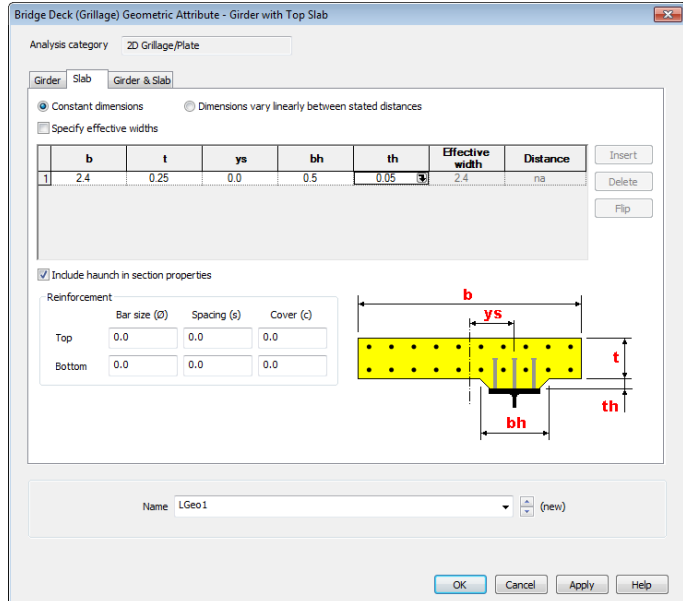 Bridge Deck (Grillage) Geometric Attribute - Girder with Top Slab
Analysis category 2D Grillage/Plate
Girder Slab Girder & Slab
Constant dimensions Dimensions vary linearly between stated distances
Specify effective widths
b t ys bh th Effective width Distance
1 2.4 0.25 0.0 0.5 0.05 2.4 na
Insert
Delete
Flip
Include haunch in section properties
Reinforcement
Bar size (Ø) Spacing (s) Cover (c)
Top 0.0 0.0 0.0
Bottom 0.0 0.0 0.0
b
ys
t
th
bh
Name LGeo1 (new)
OK Cancel Apply Help